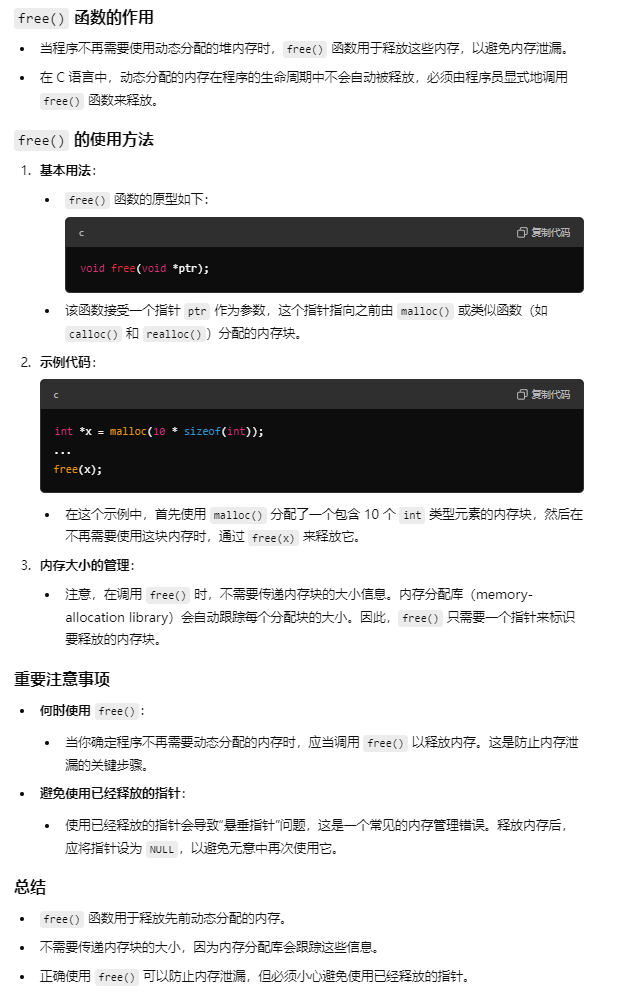 free() 函数的作用
当程序不再需要使用动态分配的堆内存时，free() 函数用于释放这些内存，以避免内存泄漏。
在 C 语言中，动态分配的内存在程序的生命周期中不会自动被释放，必须由程序员显式地调用
free() 函数来释放。
free() 的使用方法
1. 基本用法：
free() 函数的原型如下：
c 复制代码
void free(void *ptr);
该函数接受一个指针 ptr 作为参数，这个指针指向之前由 malloc() 或类似函数（如
calloc() 和 realloc()）分配的内存块。
2. 示例代码：
c 复制代码
int *x = malloc(10 * sizeof(int));
...
free(x);
在这个示例中，首先使用 malloc() 分配了一个包含 10 个 int 类型元素的内存块，然后在
不再需要使用这块内存时，通过 free(x) 来释放它。
3. 内存大小的管理：
注意，在调用 free() 时，不需要传递内存块的大小信息。内存分配库（memory-
allocation library）会自动跟踪每个分配块的大小。因此，free() 只需要一个指针来标识
要释放的内存块。
重要注意事项
何时使用 free()：
当你确定程序不再需要动态分配的内存时，应当调用 free() 以释放内存。这是防止内存泄
漏的关键步骤。
避免使用已经释放的指针：
使用已经释放的指针会导致“悬垂指针”问题，这是一个常见的内存管理错误。释放内存后，
应将指针设为 NULL，以避免无意中再次使用它。
总结
free() 函数用于释放先前动态分配的内存。
不需要传递内存块的大小，因为内存分配库会跟踪这些信息。
正确使用 free() 可以防止内存泄漏，但必须小心避免使用已经释放的指针。